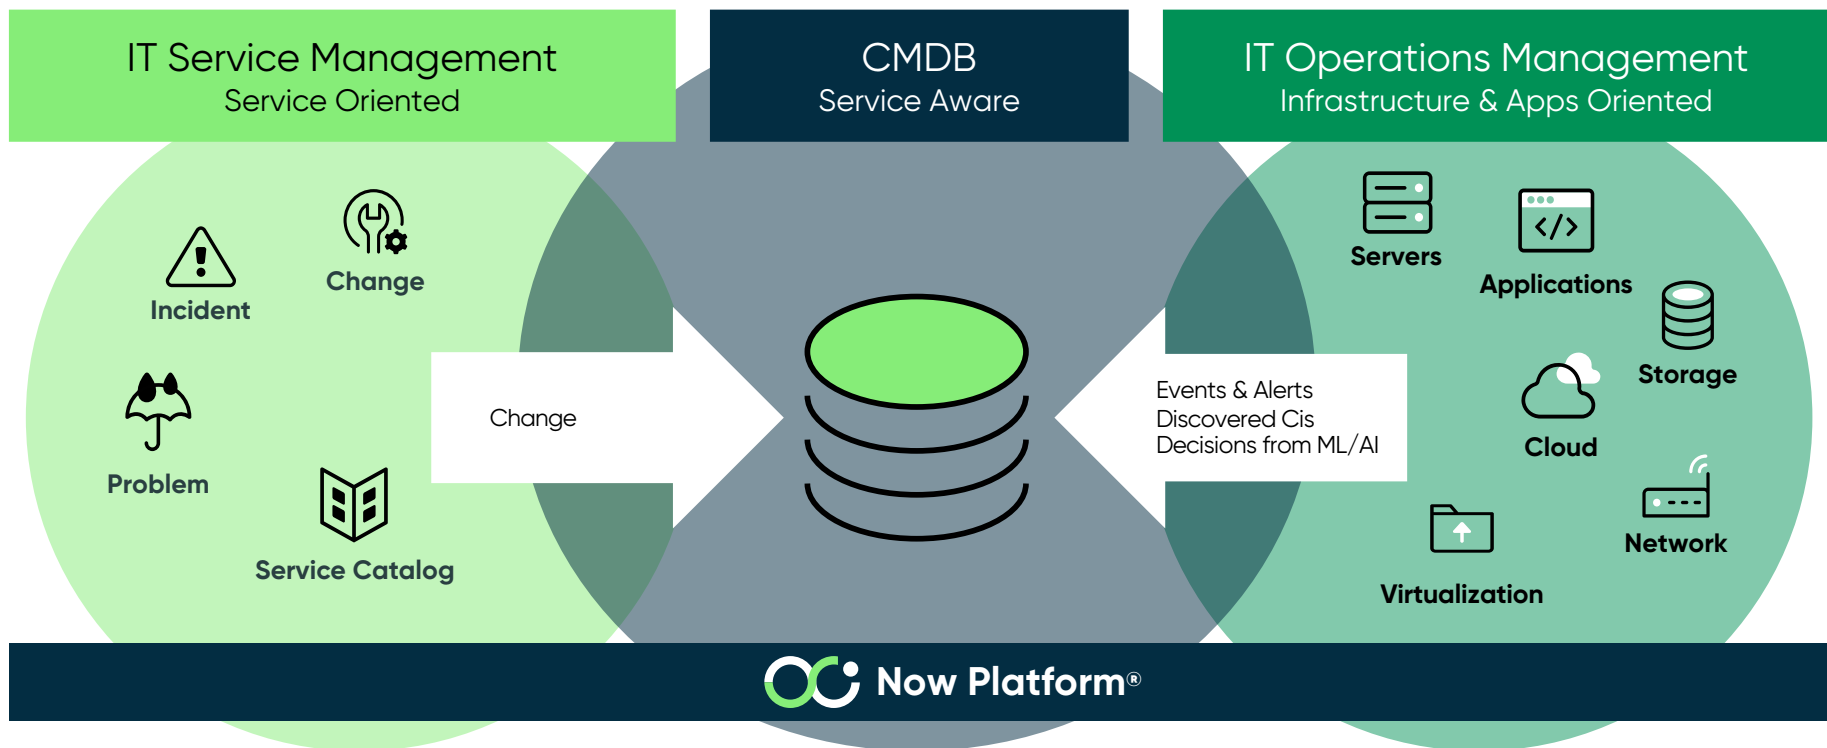 IT Service Management
Service Oriented
CMDB
Service Aware
IT Operations Management
Infrastructure & Apps Oriented
Incident
Change
Problem
Service Catalog
Change
Events & Alerts
Discovered Cis
Decisions from ML/AI
Servers
Applications
Storage
Cloud
Network
Virtualization
Now Platform®